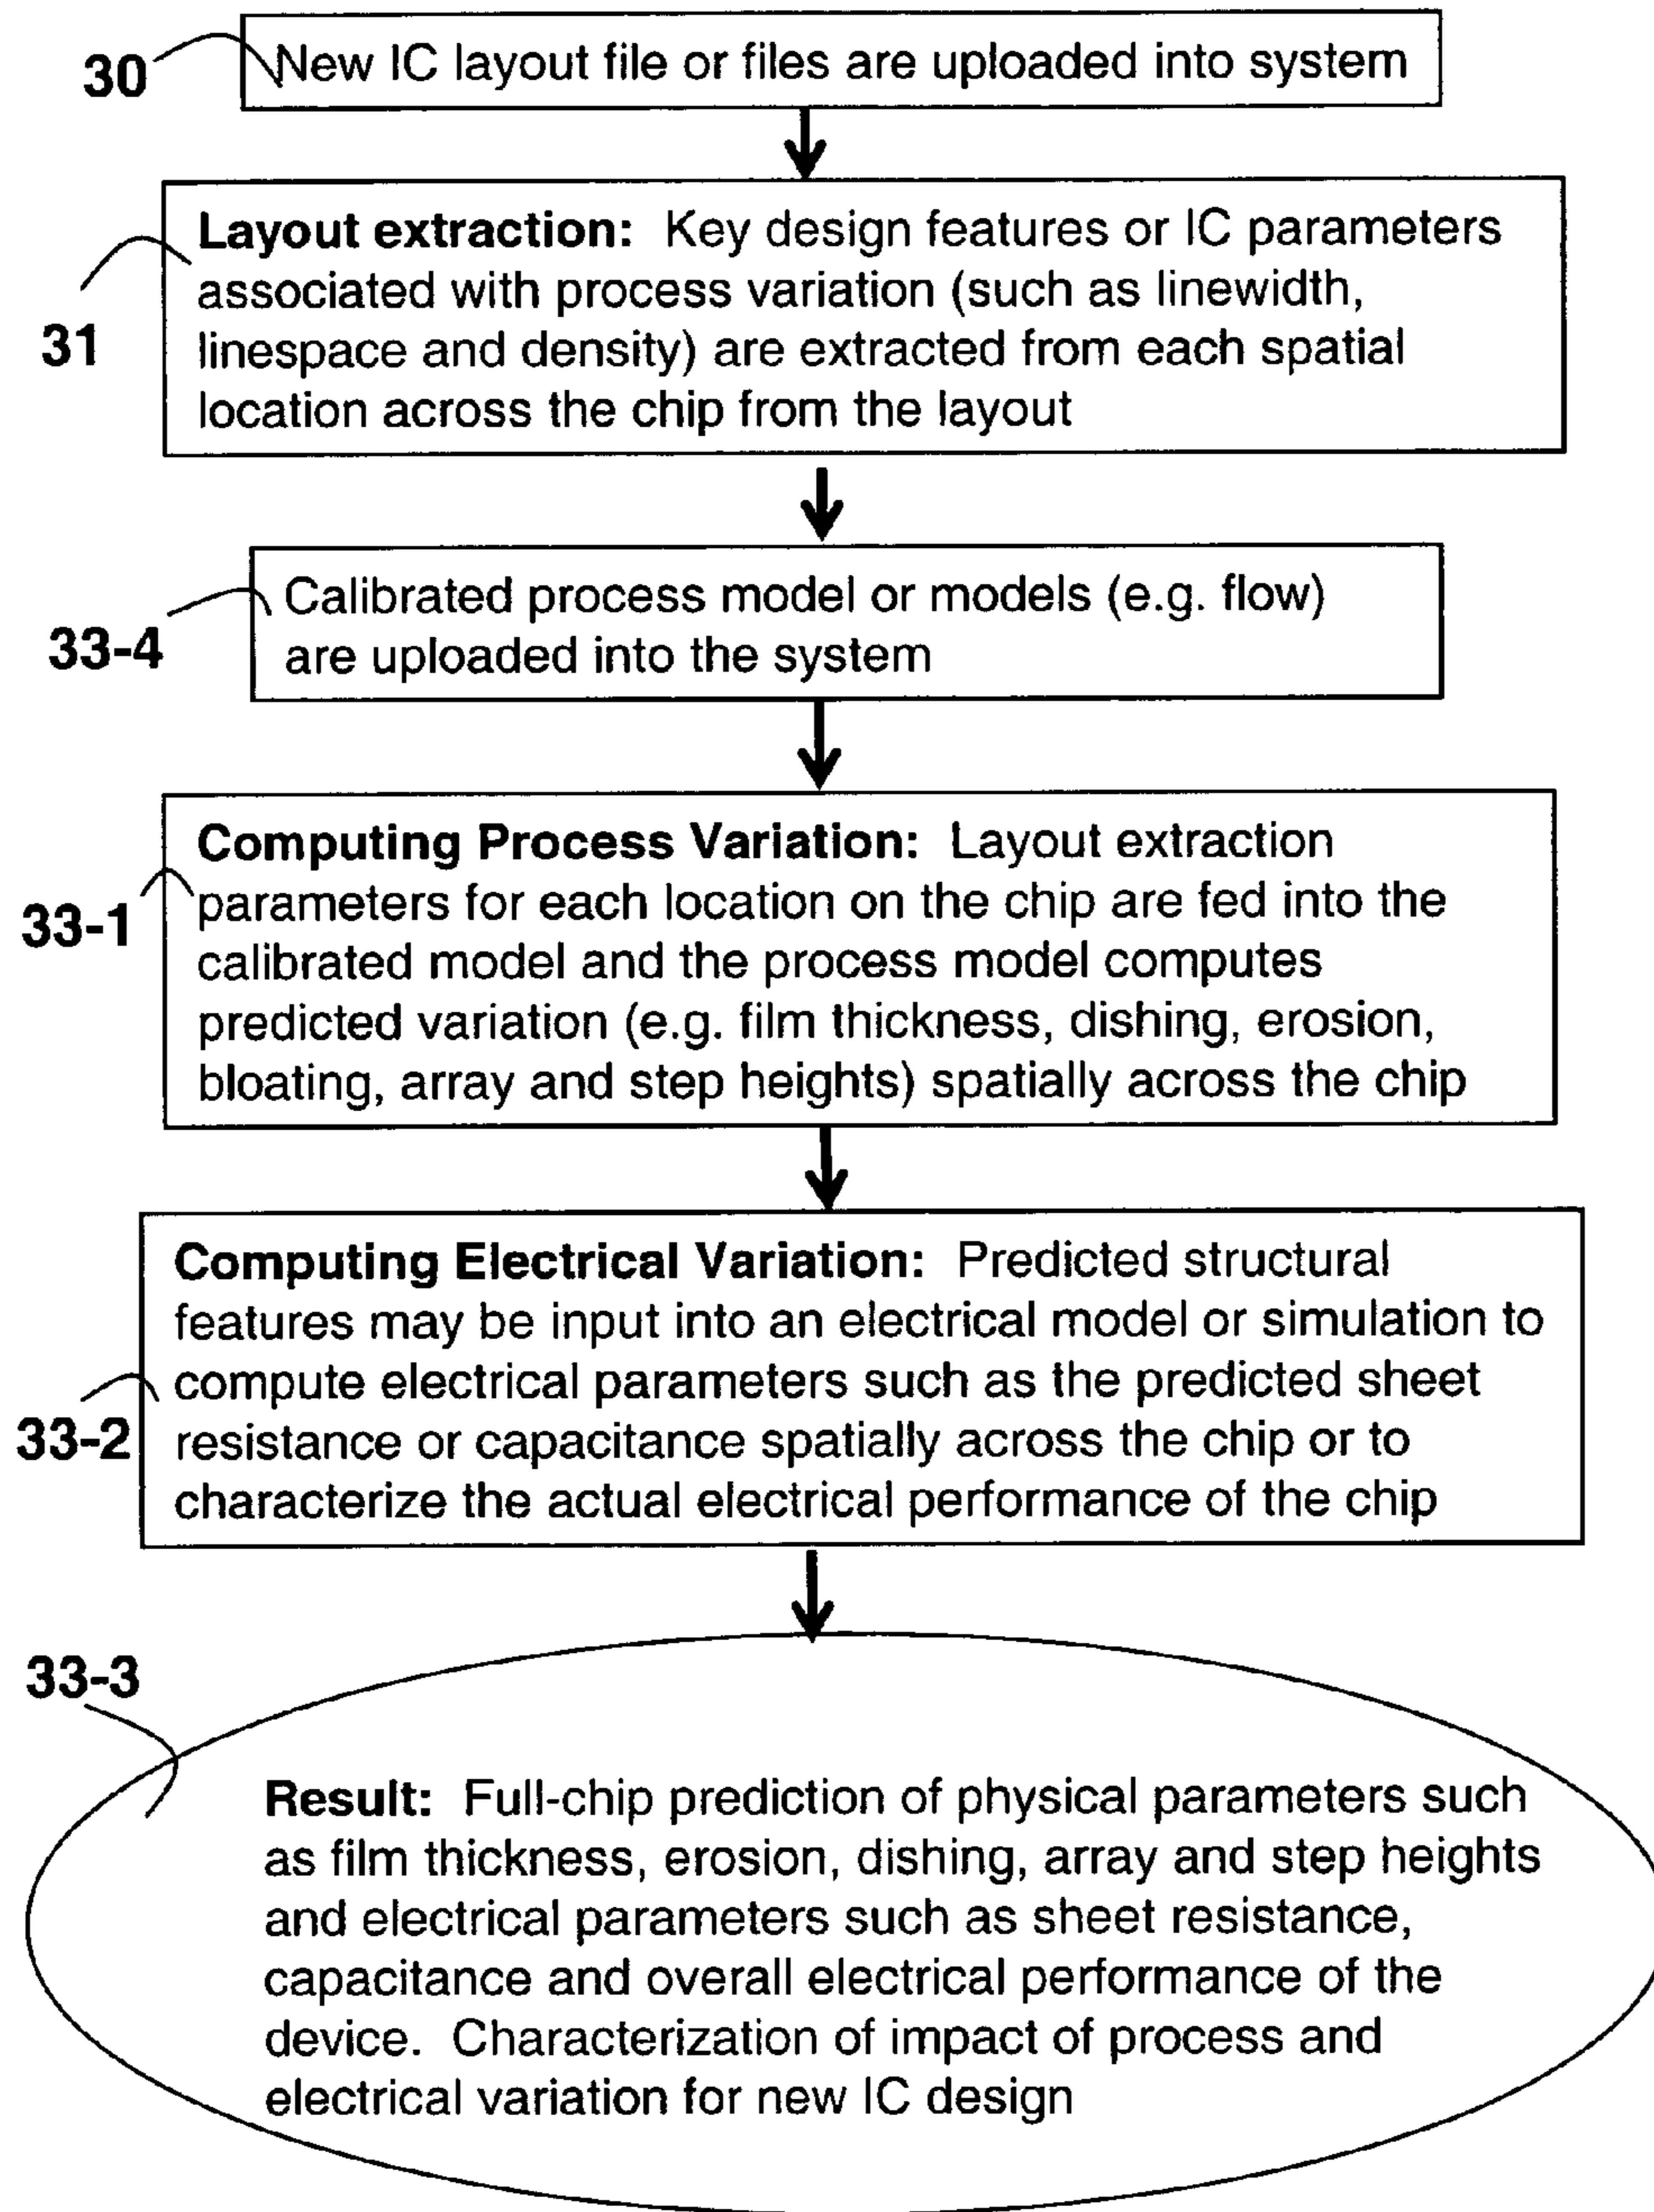 30
New IC layout file or files are uploaded into system
Layout extraction: Key design features or IC parameters
associated with process variation (such as linewidth,
31
linespace and density) are extracted from each spatial
location across the chip from the layout
Calibrated process model or models (e.g. flow)
33-4
are uploaded into the system
Computing Process Variation: Layout extraction
33-1
parameters for each location on the chip are fed into the
calibrated model and the process model computes
predicted variation (e.g. film thickness, dishing, erosion,
bloating, array and step heights) spatially across the chip
Computing Electrical Variation: Predicted structural
features may be input into an electrical model or simulation to
compute electrical parameters such as the predicted sheet
33-2
resistance or capacitance spatially across the chip or to
characterize the actual electrical performance of the chip
33-3
Result: Full-chip prediction of physical parameters such
as film thickness, erosion, dishing, array and step heights
and electrical parameters such as sheet resistance,
capacitance and overall electrical performance of the
device. Characterization of impact of process and
electrical variation for new IC design